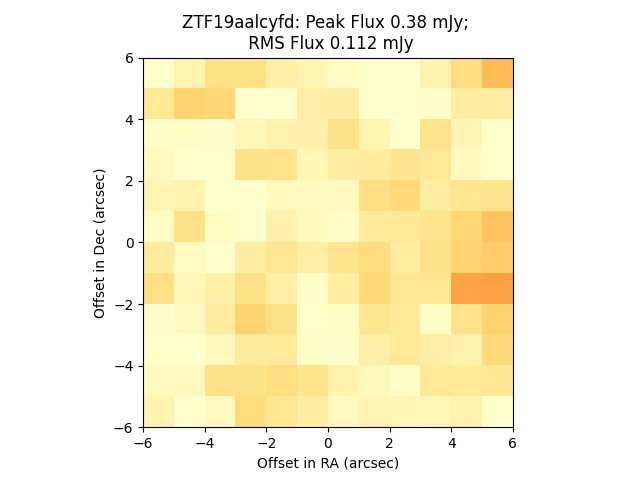 ZTF19aalcyfd: Peak Flux 0.38 mJy;
RMS Flux 0.112 mJy
6
4
2
0
−2
−4
−6
Offset in Dec (arcsec)
−6 −4 −2 0 2 4 6
Offset in RA (arcsec)